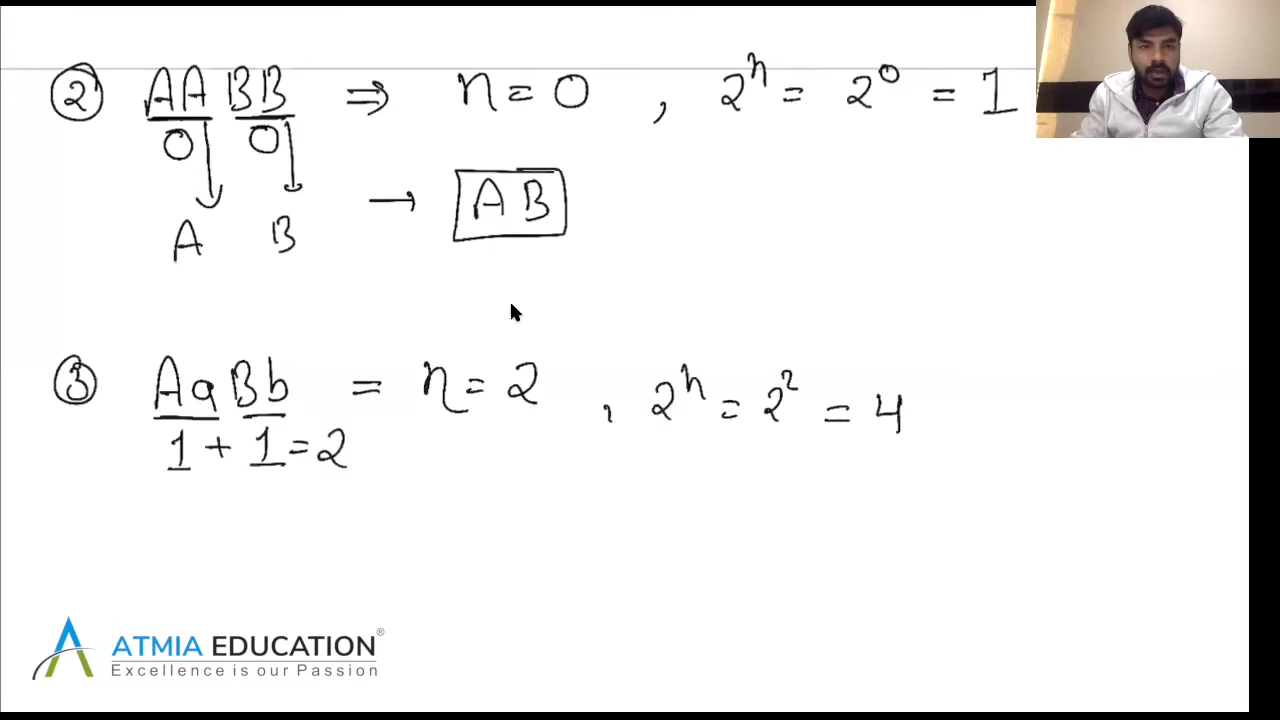 ② AABB ⇒ n = 0 , 2ⁿ = 2⁰ = 1
0 0
A B → AB
③ AaBb = n = 2 , 2ⁿ = 2² = 4
1 + 1 = 2
ATMIA EDUCATION®
Excellence is our Passion